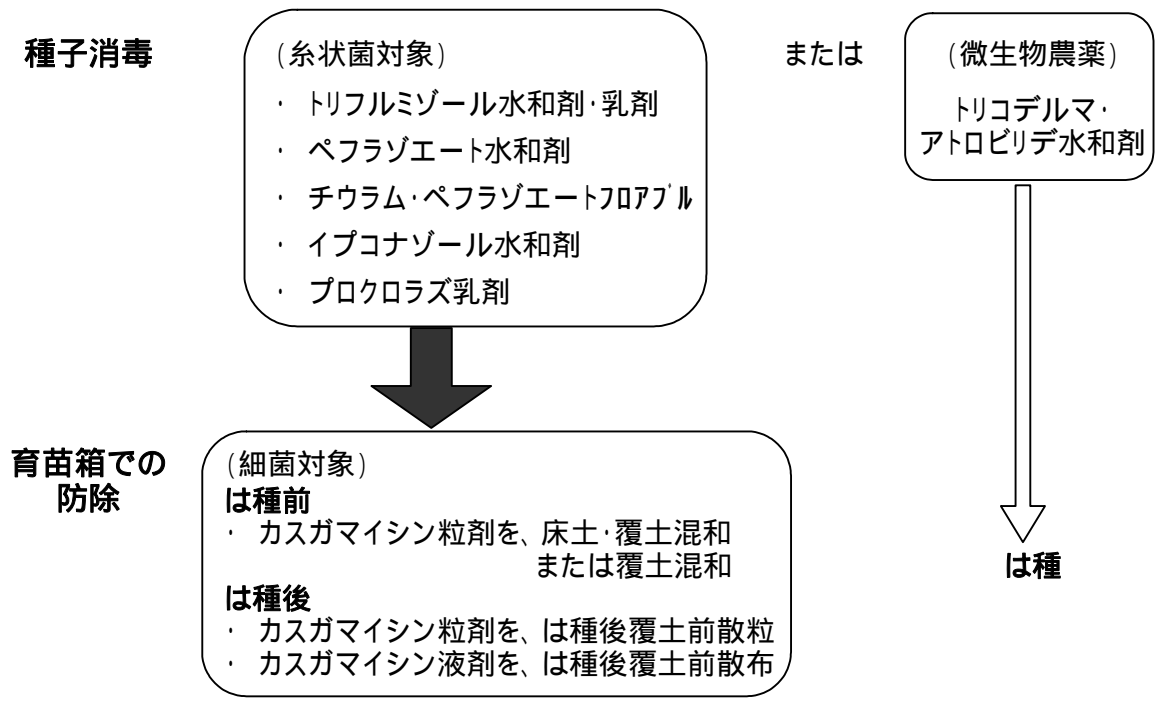 種子消毒
(糸状菌対象)
・ トリフルミゾール水和剤・乳剤
・ ペフラゾエート水和剤
・ チウラム・ペフラゾエートフロアブル
・ イプコナゾール水和剤
・ プロクロラズ乳剤
または
(微生物農薬)
トリコデルマ・
アトロビリデ水和剤
育苗箱での
防除
(細菌対象)
は種前
・ カスガマイシン粒剤を、床土・覆土混和
または覆土混和
は種後
・ カスガマイシン粒剤を、は種後覆土前散粒
・ カスガマイシン液剤を、は種後覆土前散布
は種